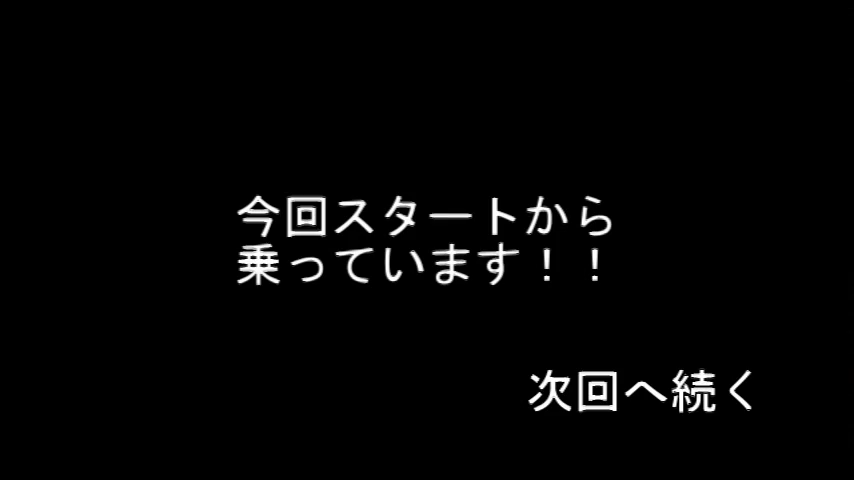 今回スタートから
乗っています！！
次回へ続く